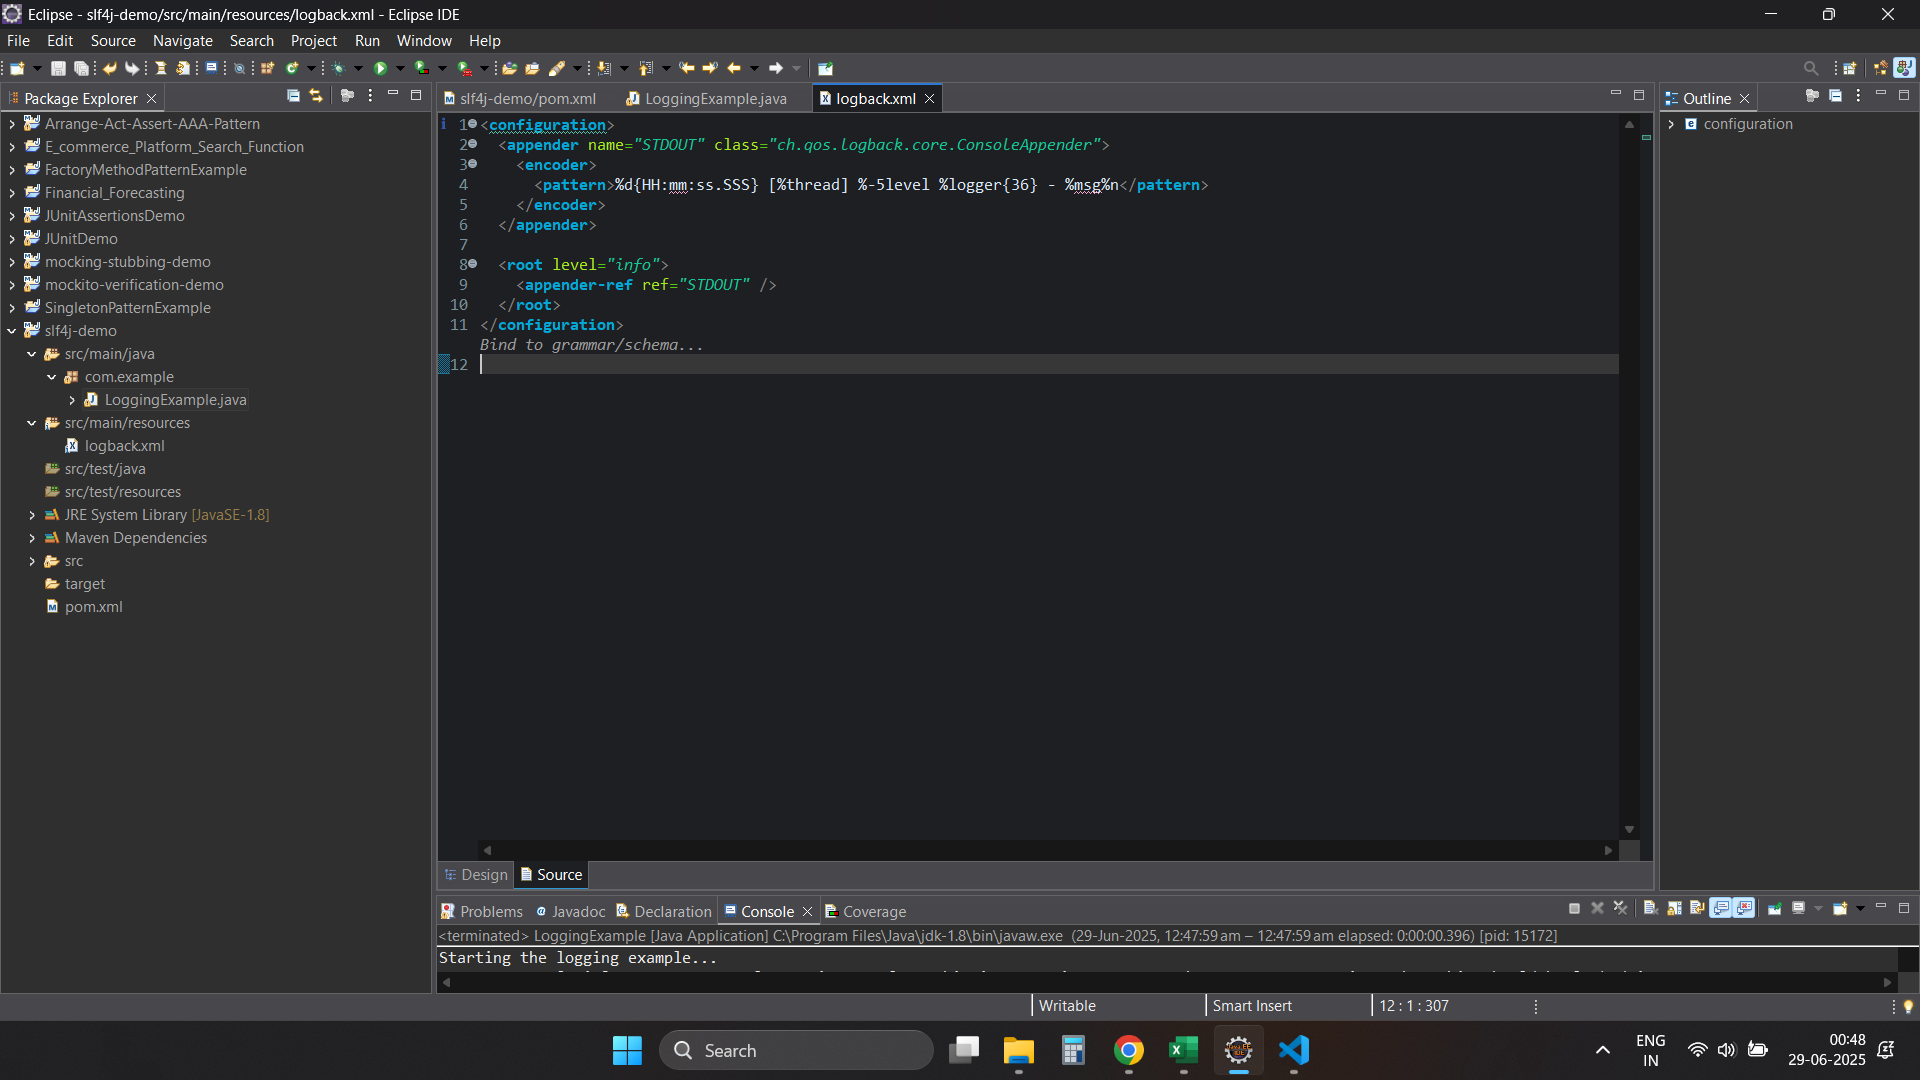 Eclipse - slf4j-demo/src/main/resources/logback.xml - Eclipse IDE
File Edit Source Navigate Search Project Run Window Help
Package Explorer
Arrange-Act-Assert-AAA-Pattern
E_commerce_Platform_Search_Function
FactoryMethodPatternExample
Financial_Forecasting
JUnitAssertionsDemo
JUnitDemo
mocking-stubbing-demo
mockito-verification-demo
SingletonPatternExample
slf4j-demo
src/main/java
com.example
LoggingExample.java
src/main/resources
logback.xml
src/test/java
src/test/resources
JRE System Library [JavaSE-1.8]
Maven Dependencies
src
target
pom.xml
slf4j-demo/pom.xml LoggingExample.java logback.xml
1 <configuration>
2 <appender name="STDOUT" class="ch.qos.logback.core.ConsoleAppender">
3 <encoder>
4 <pattern>%d{HH:mm:ss.SSS} [%thread] %-5level %logger{36} - %msg%n</pattern>
5 </encoder>
6 </appender>
7
8 <root level="info">
9 <appender-ref ref="STDOUT" />
10 </root>
11 </configuration>
Bind to grammar/schema...
12
Design Source
Outline
configuration
Problems Javadoc Declaration Console Coverage
<terminated> LoggingExample [Java Application] C:\Program Files\Java\jdk-1.8\bin\javaw.exe (29-Jun-2025, 12:47:59 am – 12:47:59 am elapsed: 0:00:00.396) [pid: 15172]
Starting the logging example...
Writable Smart Insert 12 : 1 : 307
Search
ENG
IN
00:48
29-06-2025